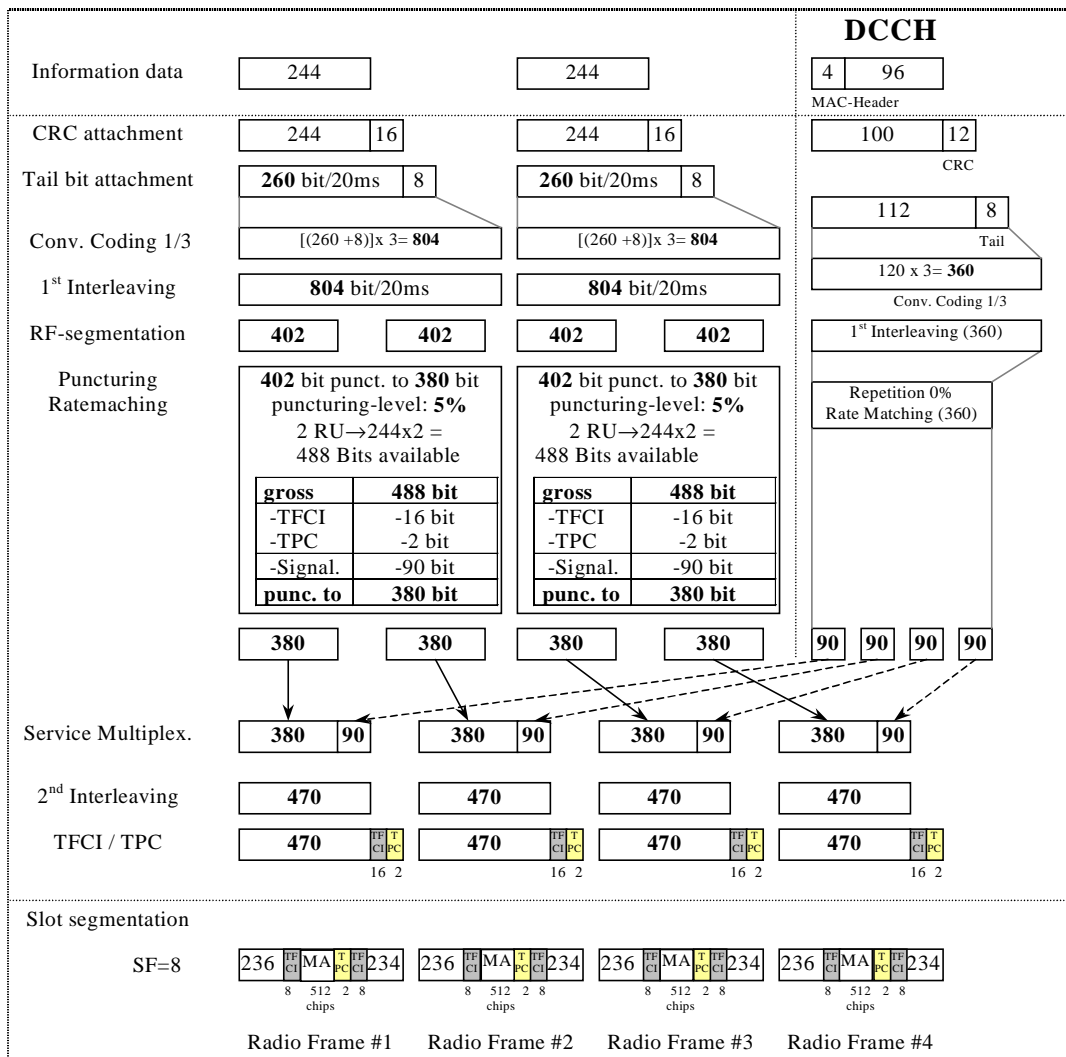 DCCH
Information data 244 244 4 96
MAC-Header
CRC attachment 244 16 244 16 100 12
CRC
Tail bit attachment 260 bit/20ms 8 260 bit/20ms 8
112 8
Tail
Conv. Coding 1/3 [(260 +8)]x 3= 804 [(260 +8)]x 3= 804
120 x 3= 360
Conv. Coding 1/3
1st Interleaving 804 bit/20ms 804 bit/20ms
RF-segmentation 402 402 402 402 1st Interleaving (360)
Puncturing
Ratemaching
402 bit punct. to 380 bit
puncturing-level: 5%
2 RU→244x2 =
488 Bits available
gross 488 bit
-TFCI -16 bit
-TPC -2 bit
-Signal. -90 bit
punc. to 380 bit
402 bit punct. to 380 bit
puncturing-level: 5%
2 RU→244x2 =
488 Bits available
gross 488 bit
-TFCI -16 bit
-TPC -2 bit
-Signal. -90 bit
punc. to 380 bit
Repetition 0%
Rate Matching (360)
380 380 380 380 90 90 90 90
Service Multiplex. 380 90 380 90 380 90 380 90
2nd Interleaving 470 470 470 470
TFCI / TPC 470 TFCI TPC 470 TFCI TPC 470 TFCI TPC 470 TFCI TPC
16 2 16 2 16 2 16 2
Slot segmentation
SF=8 236 TFCI MA TPC TFCI 234 236 TFCI MA TPC TFCI 234 236 TFCI MA TPC TFCI 234 236 TFCI MA TPC TFCI 234
8 512 2 8 8 512 2 8 8 512 2 8 8 512 2 8
chips chips chips chips
Radio Frame #1 Radio Frame #2 Radio Frame #3 Radio Frame #4